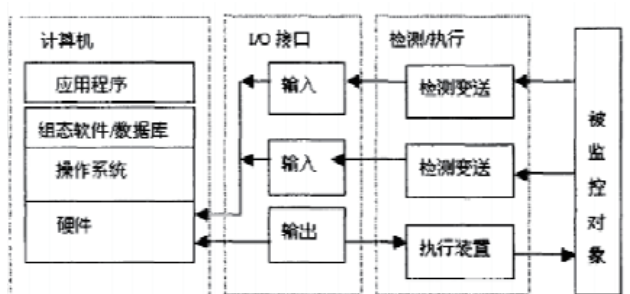 计算机
I/O 接口
检测/执行
应用程序
组态软件/数据库
操作系统
硬件
输入
输入
输出
检测变送
检测变送
执行装置
被监控对象